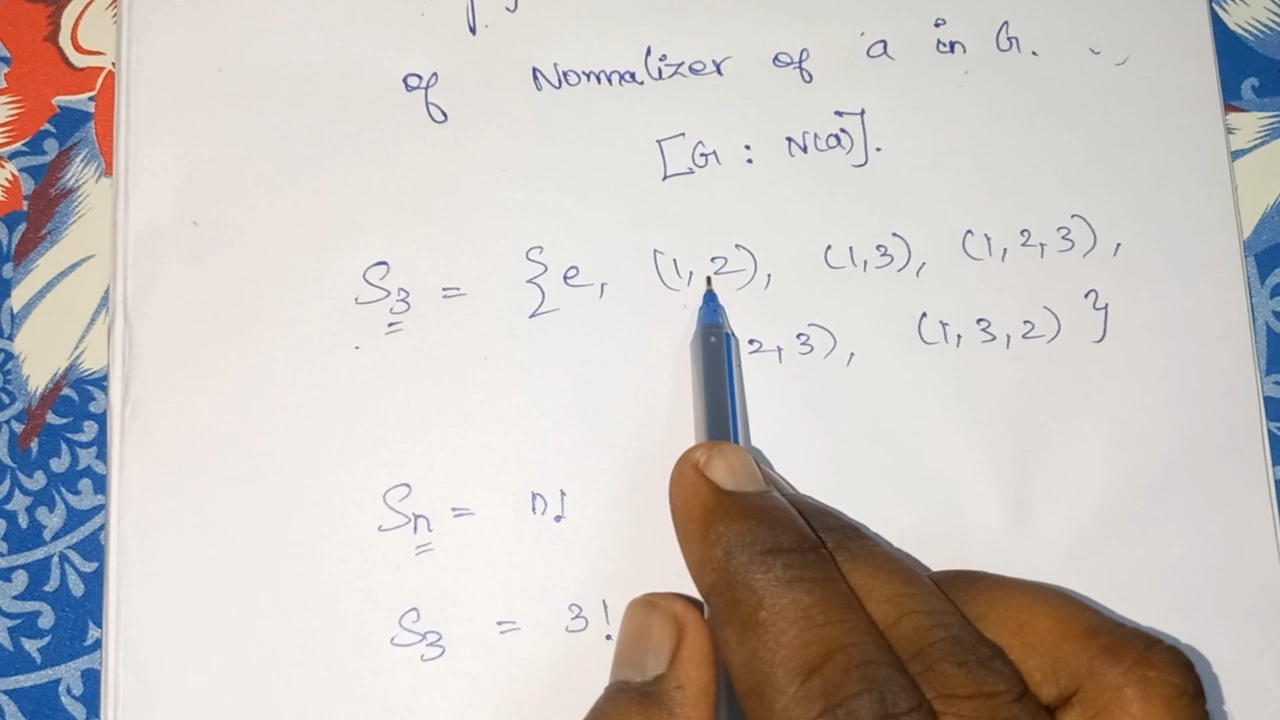 of Normalizer of a in G.
[G : N(a)].
S3 = {e, (1,2), (1,3), (1,2,3),
2,3), (1,3,2)}
Sn = n!
S3 = 3!